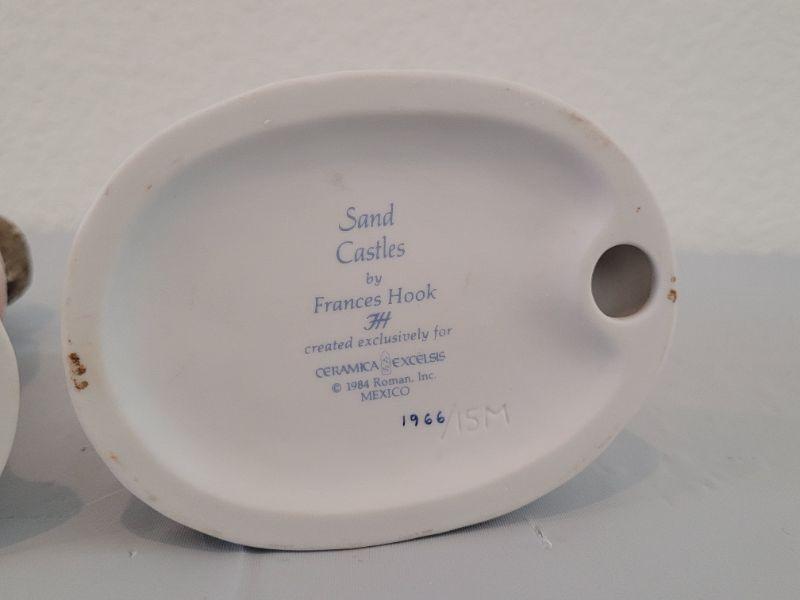 Sand
Castles
by
Frances Hook
FH
created exclusively for
CERAMICA EXCELSIS
© 1984 Roman, Inc.
MEXICO
1966/15M